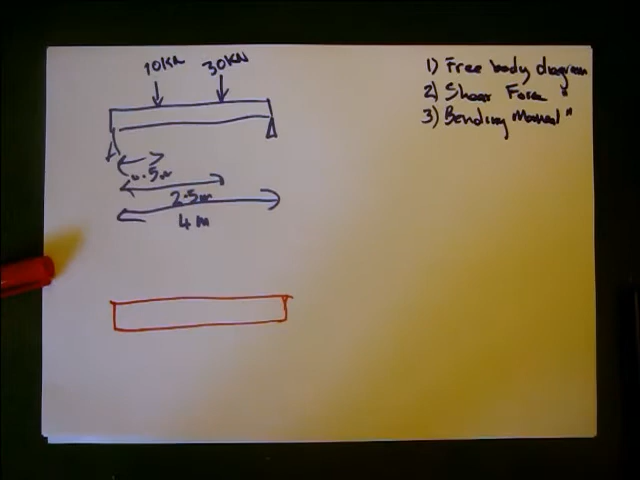 10KN 30KN
0.5m
2.5m
4M
1) Free body diagram
2) Shear Force "
3) Bending Moment "